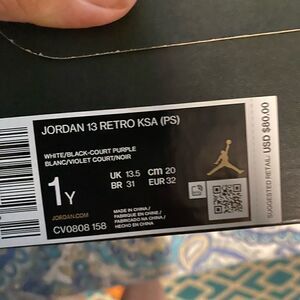 JORDAN 13 RETRO KSA (PS)
WHITE/BLACK-COURT PURPLE
BLANC/VIOLET COURT/NOIR
1Y
UK 13.5 cm 20
BR 31 EUR 32
JORDAN.COM
MADE IN CHINA/
FABRIQUÉ EN CHINE/
FABRICADO NA CHINA/
HECHO EN CHINA
CV0808 158
SUGGESTED RETAIL: USD $80.00